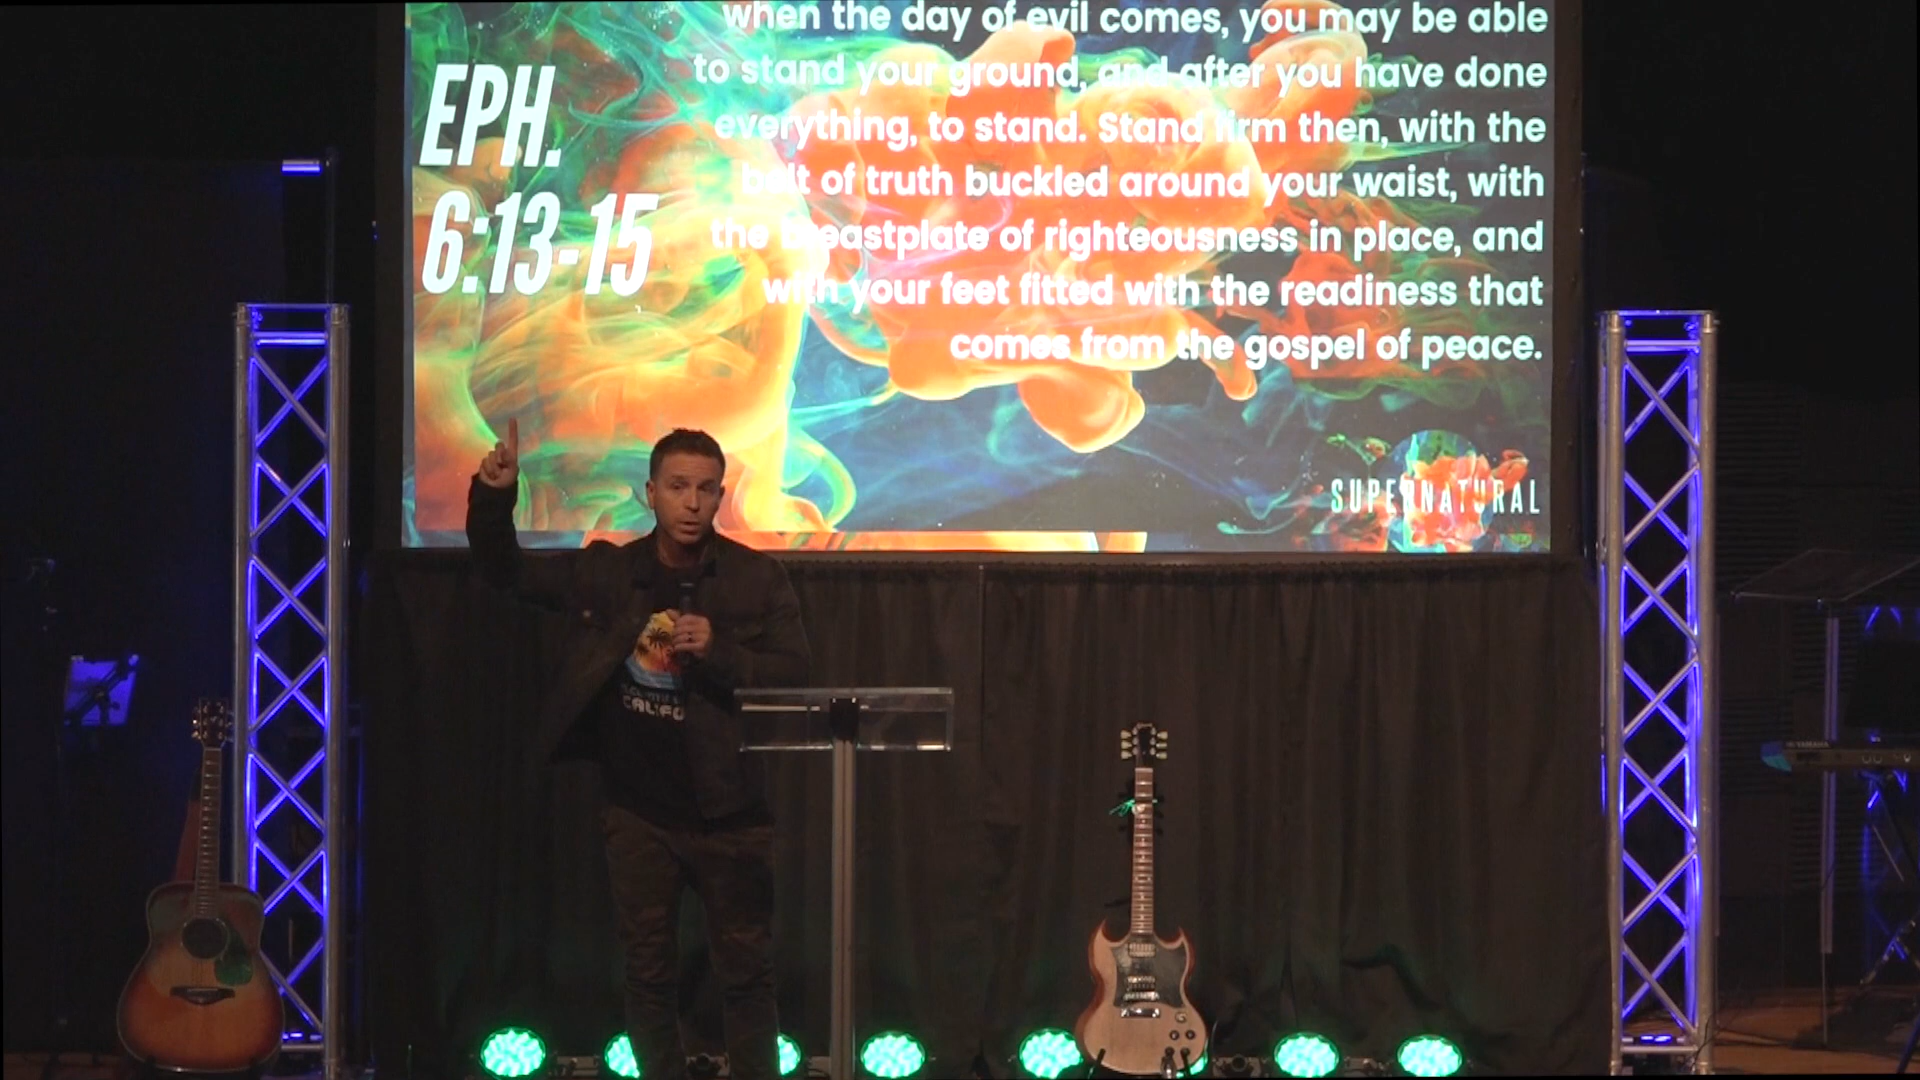 EPH.
6:13-15
when the day of evil comes, you may be able
to stand your ground, and after you have done
everything, to stand. Stand firm then, with the
belt of truth buckled around your waist, with
the breastplate of righteousness in place, and
with your feet fitted with the readiness that
comes from the gospel of peace.
SUPERNATURAL
CALIFO
YAMAHA